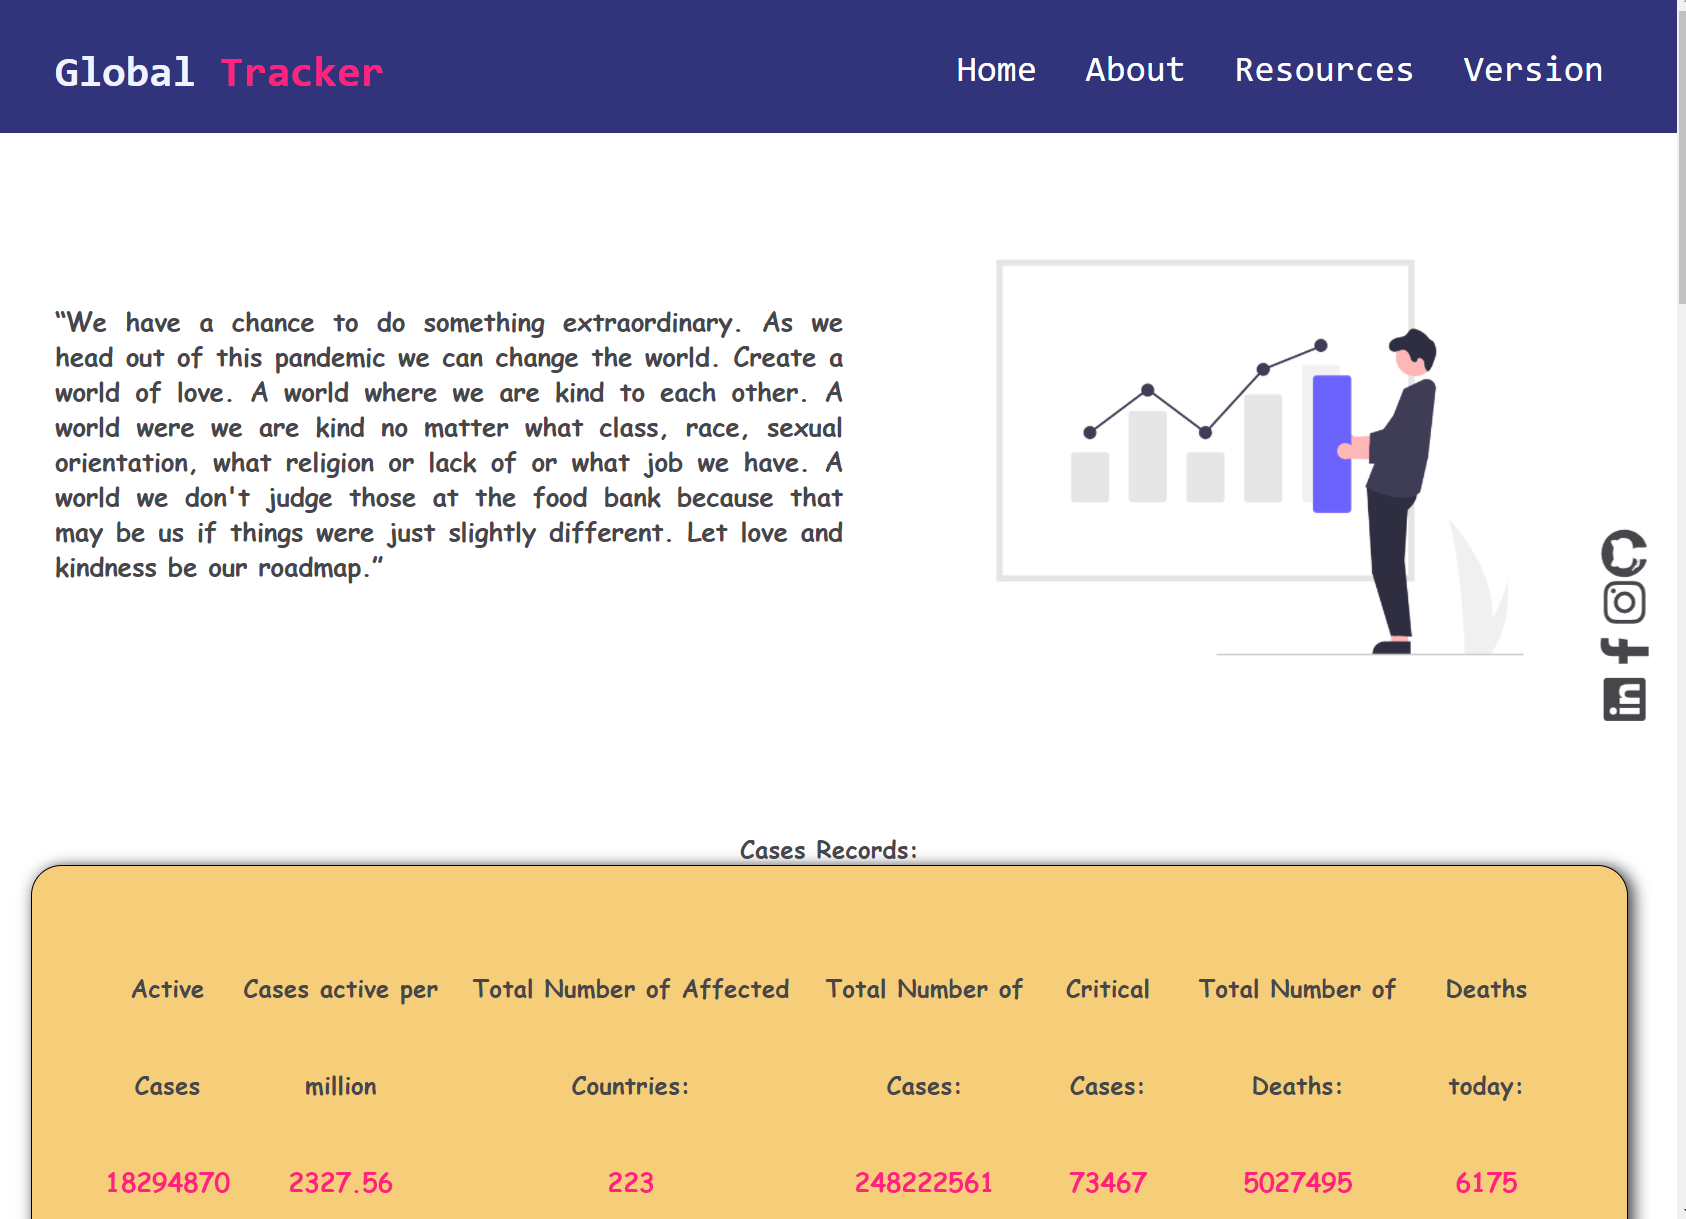 Global Tracker
Home About Resources Version
“We have a chance to do something extraordinary. As we
head out of this pandemic we can change the world. Create a
world of love. A world where we are kind to each other. A
world were we are kind no matter what class, race, sexual
orientation, what religion or lack of or what job we have. A
world we don't judge those at the food bank because that
may be us if things were just slightly different. Let love and
kindness be our roadmap.”
Cases Records:
Active Cases active per Total Number of Affected Total Number of Critical Total Number of Deaths
Cases million Countries: Cases: Cases: Deaths: today:
18294870 2327.56 223 248222561 73467 5027495 6175